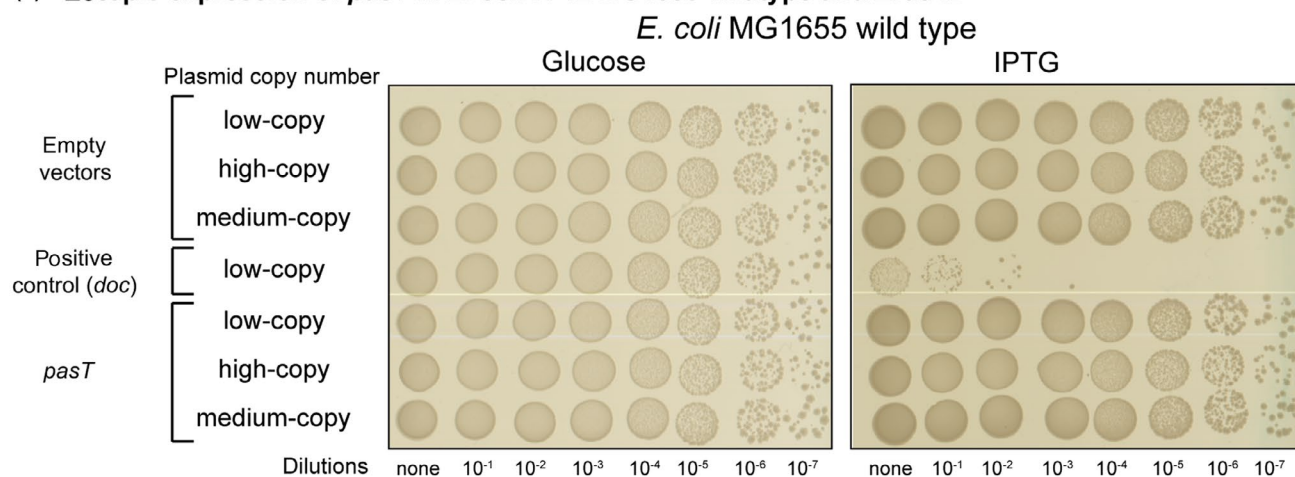 E. coli MG1655 wild type
Glucose
IPTG
Plasmid copy number
Empty vectors
low-copy
high-copy
medium-copy
Positive control (doc)
low-copy
pasT
low-copy
high-copy
medium-copy
Dilutions none 10⁻¹ 10⁻² 10⁻³ 10⁻⁴ 10⁻⁵ 10⁻⁶ 10⁻⁷
none 10⁻¹ 10⁻² 10⁻³ 10⁻⁴ 10⁻⁵ 10⁻⁶ 10⁻⁷